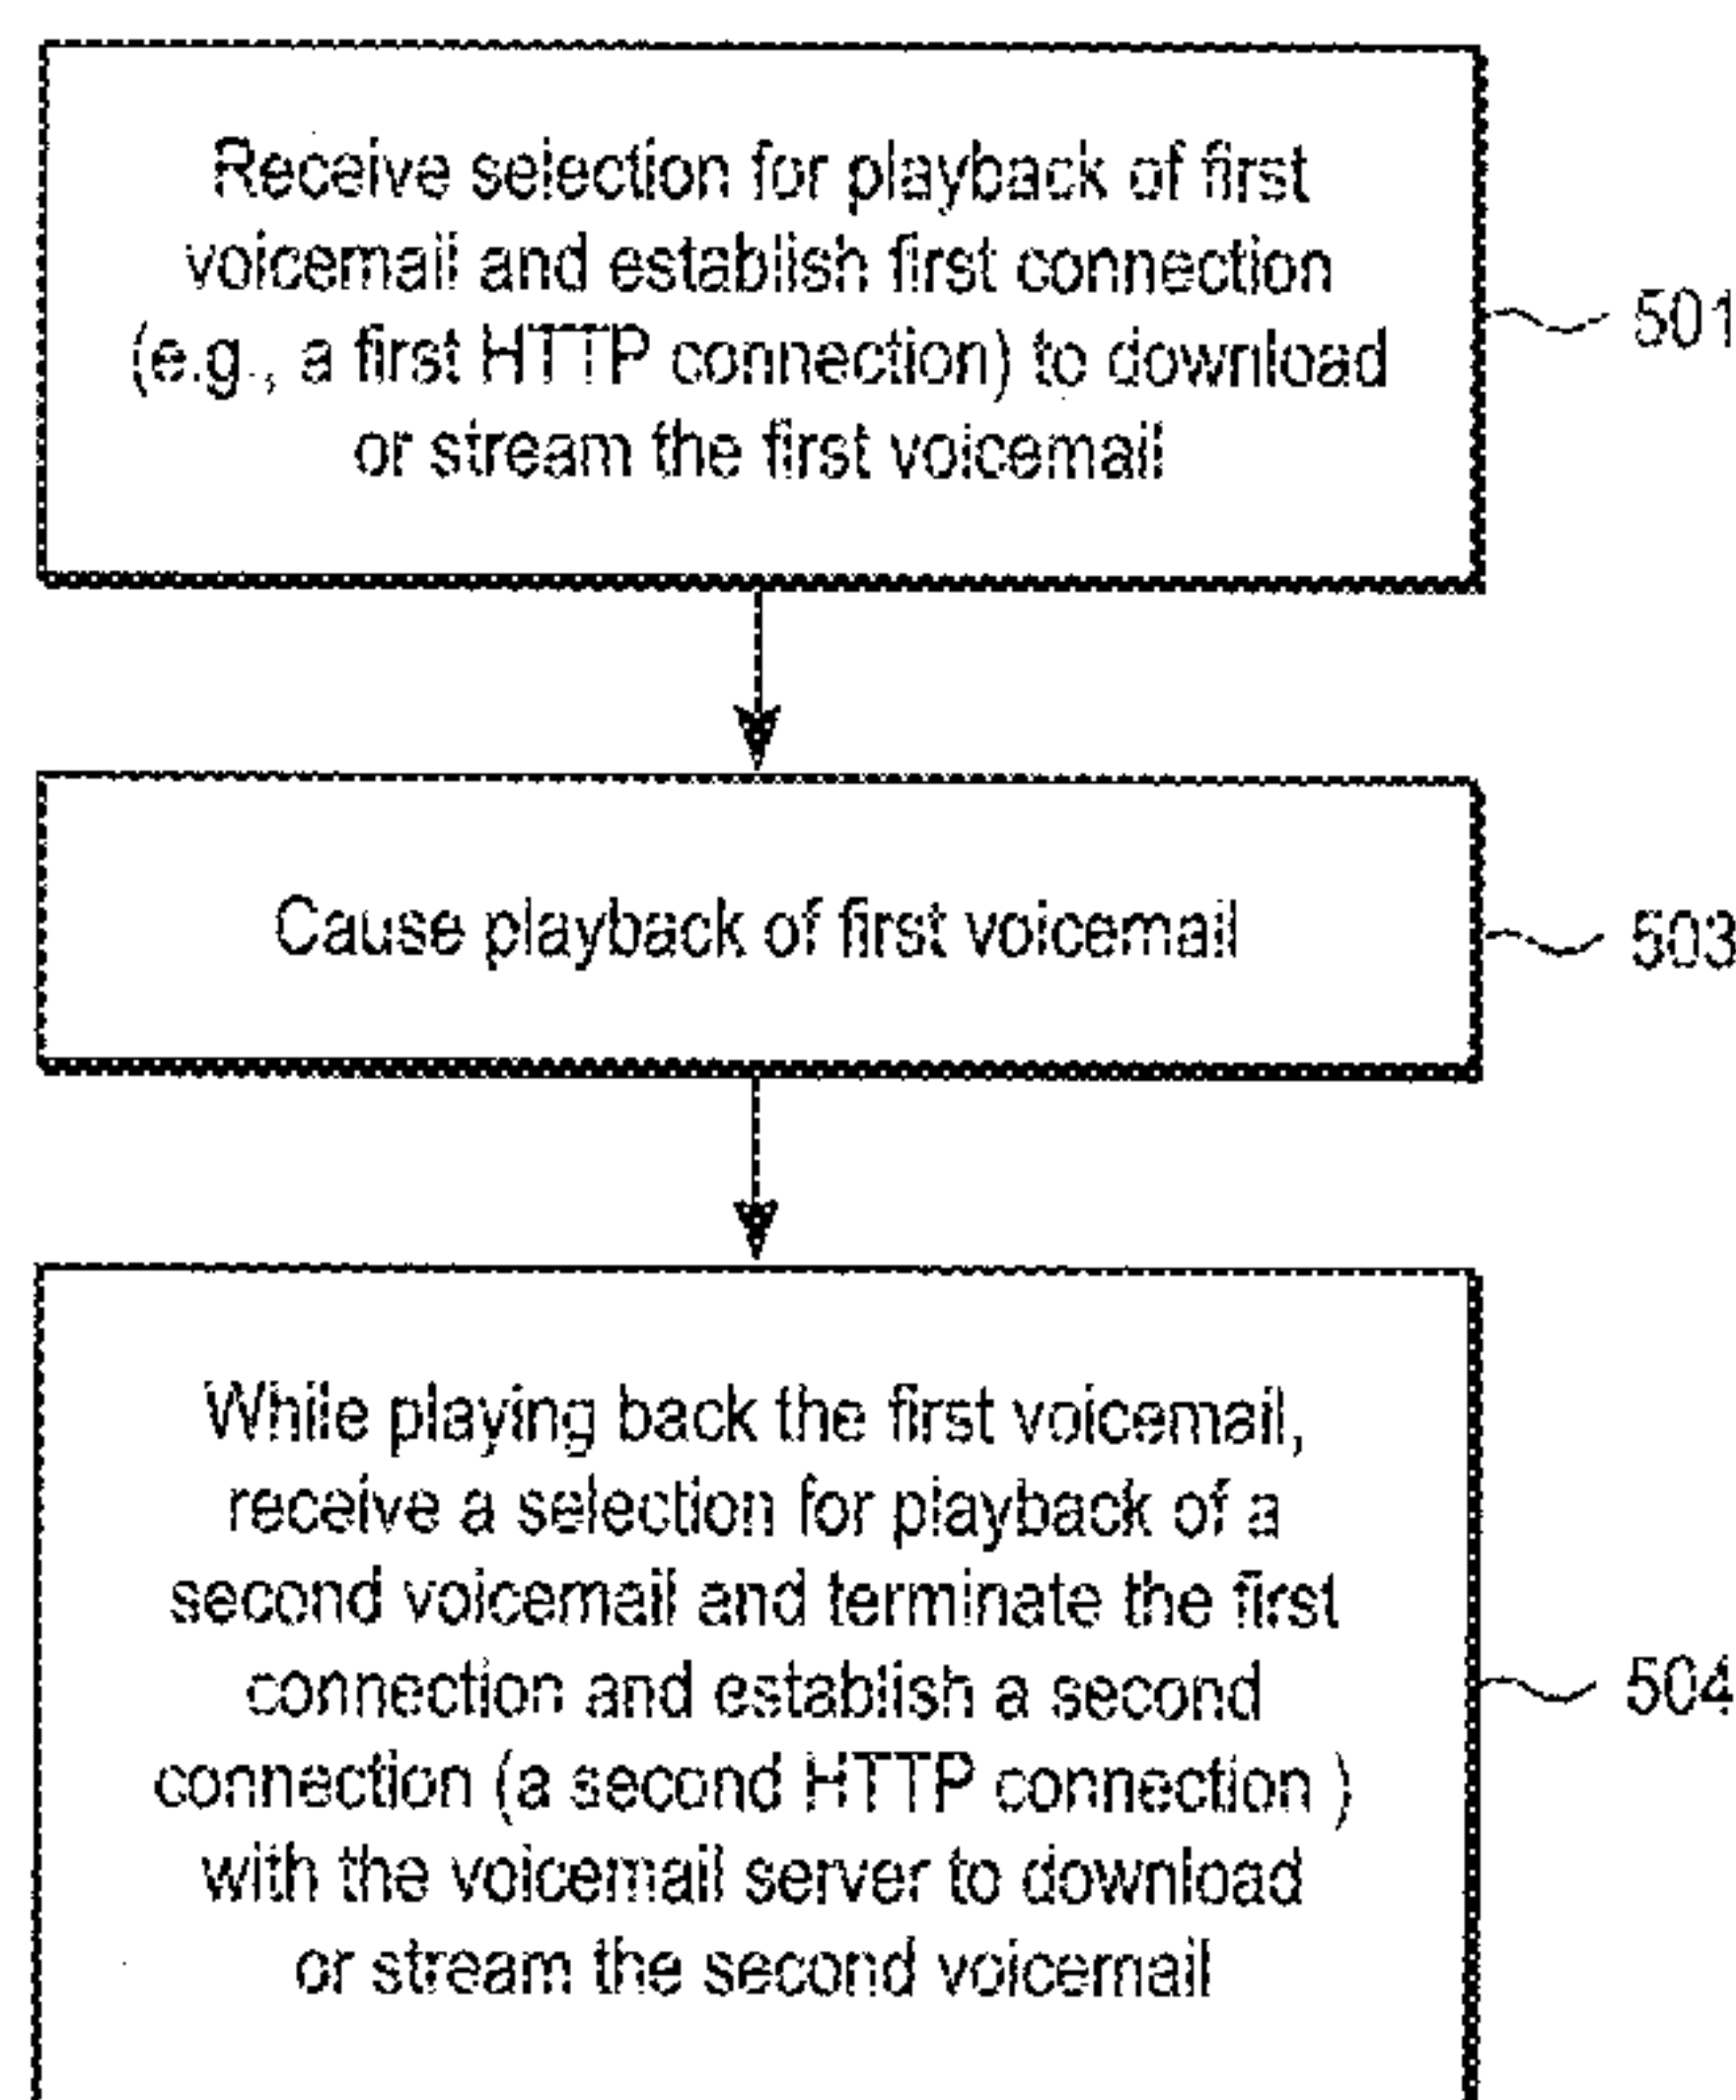 Receive selection for playback of first
voicemail and establish first connection
(e.g., a first HTTP connection) to download
or stream the first voicemail
501
Cause playback of first voicemail
503
While playing back the first voicemail,
receive a selection for playback of a
second voicemail and terminate the first
connection and establish a second
connection (a second HTTP connection )
with the voicemail server to download
or stream the second voicemail
504